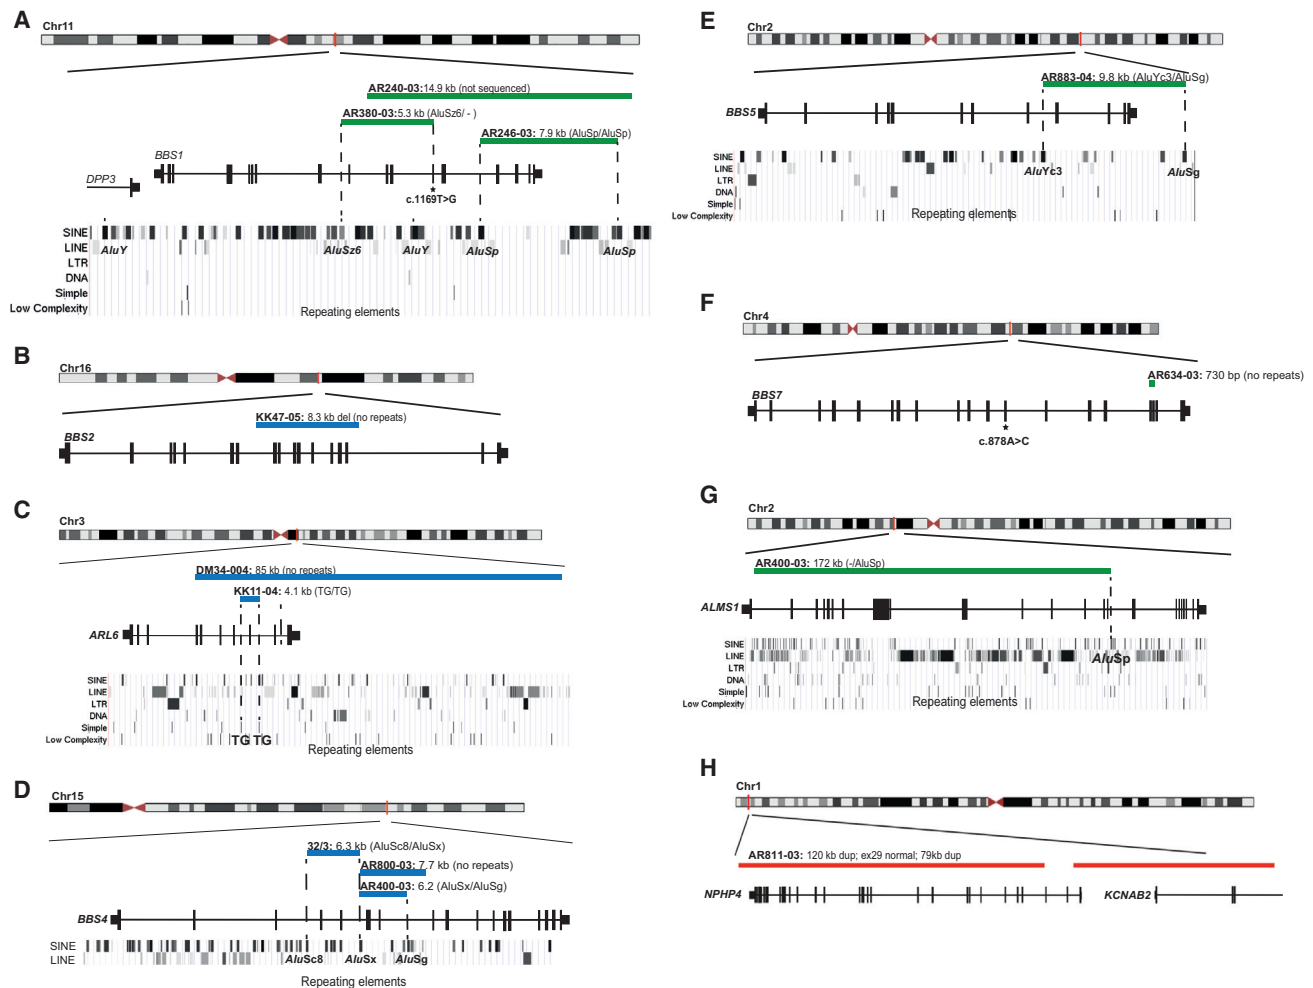 A
Chr11
AR240-03:14.9 kb (not sequenced)
AR380-03:5.3 kb (AluSz6/ - )
AR246-03: 7.9 kb (AluSp/AluSp)
BBS1
DPP3
*
c.1169T>G
SINE
LINE
LTR
DNA
Simple
Low Complexity
AluY
AluSz6
AluY
AluSp
AluSp
Repeating elements
B
Chr16
KK47-05: 8.3 kb del (no repeats)
BBS2
C
Chr3
DM34-004: 85 kb (no repeats)
KK11-04: 4.1 kb (TG/TG)
ARL6
SINE
LINE
LTR
DNA
Simple
Low Complexity
TG TG
Repeating elements
D
Chr15
32/3: 6.3 kb (AluSc8/AluSx)
AR800-03: 7.7 kb (no repeats)
AR400-03: 6.2 (AluSx/AluSg)
BBS4
SINE
LINE
AluSc8
AluSx
AluSg
Repeating elements
E
Chr2
AR883-04: 9.8 kb (AluYc3/AluSg)
BBS5
SINE
LINE
LTR
DNA
Simple
Low Complexity
AluYc3
AluSg
Repeating elements
F
Chr4
AR634-03: 730 bp (no repeats)
BBS7
*
c.878A>C
G
Chr2
AR400-03: 172 kb (-/AluSp)
ALMS1
SINE
LINE
LTR
DNA
Simple
Low Complexity
AluSp
Repeating elements
H
Chr1
AR811-03: 120 kb dup; ex29 normal; 79kb dup
NPHP4
KCNAB2